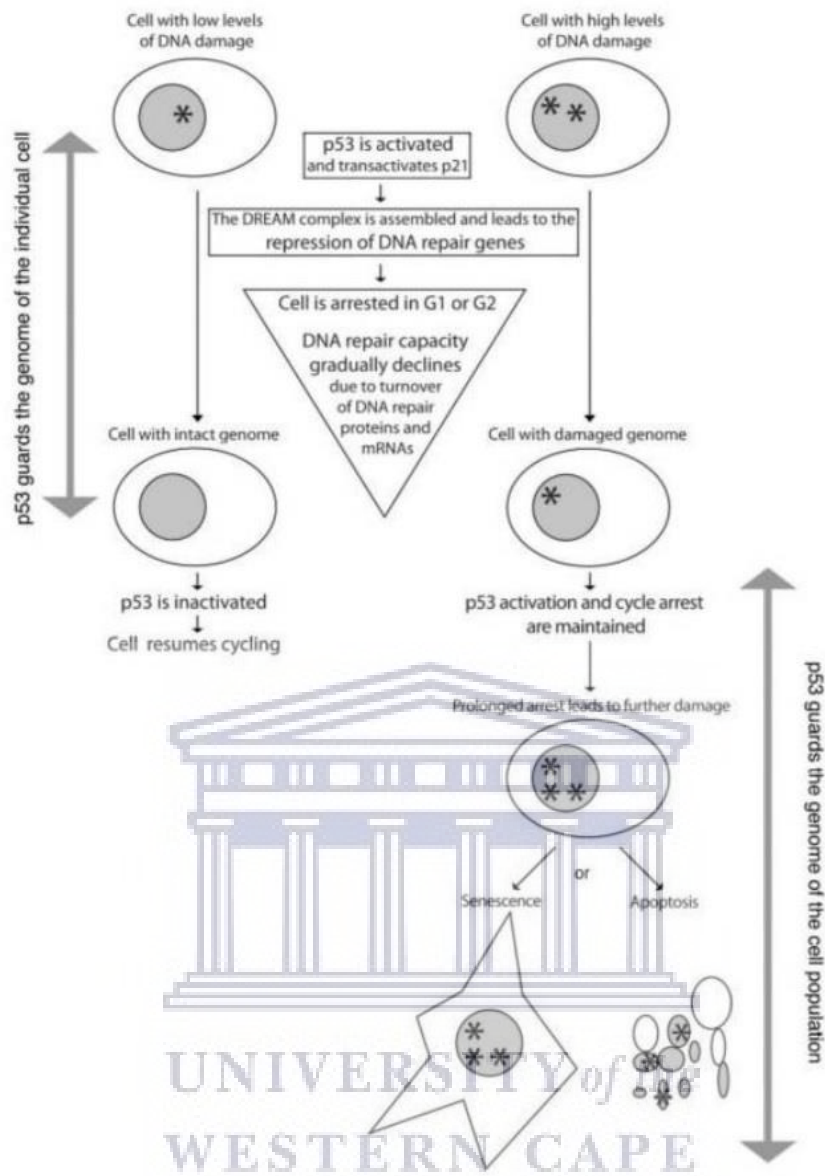 Cell with low levels
of DNA damage
Cell with high levels
of DNA damage
p53 guards the genome of the individual cell
p53 is activated
and transactivates p21
The DREAM complex is assembled and leads to the
repression of DNA repair genes
Cell is arrested in G1 or G2
DNA repair capacity
gradually declines
due to turnover
of DNA repair
proteins and
mRNAs
Cell with intact genome
Cell with damaged genome
p53 is inactivated
Cell resumes cycling
p53 activation and cycle arrest
are maintained
Prolonged arrest leads to further damage
or
Senescence
Apoptosis
p53 guards the genome of the cell population
UNIVERSITY of the
WESTERN CAPE